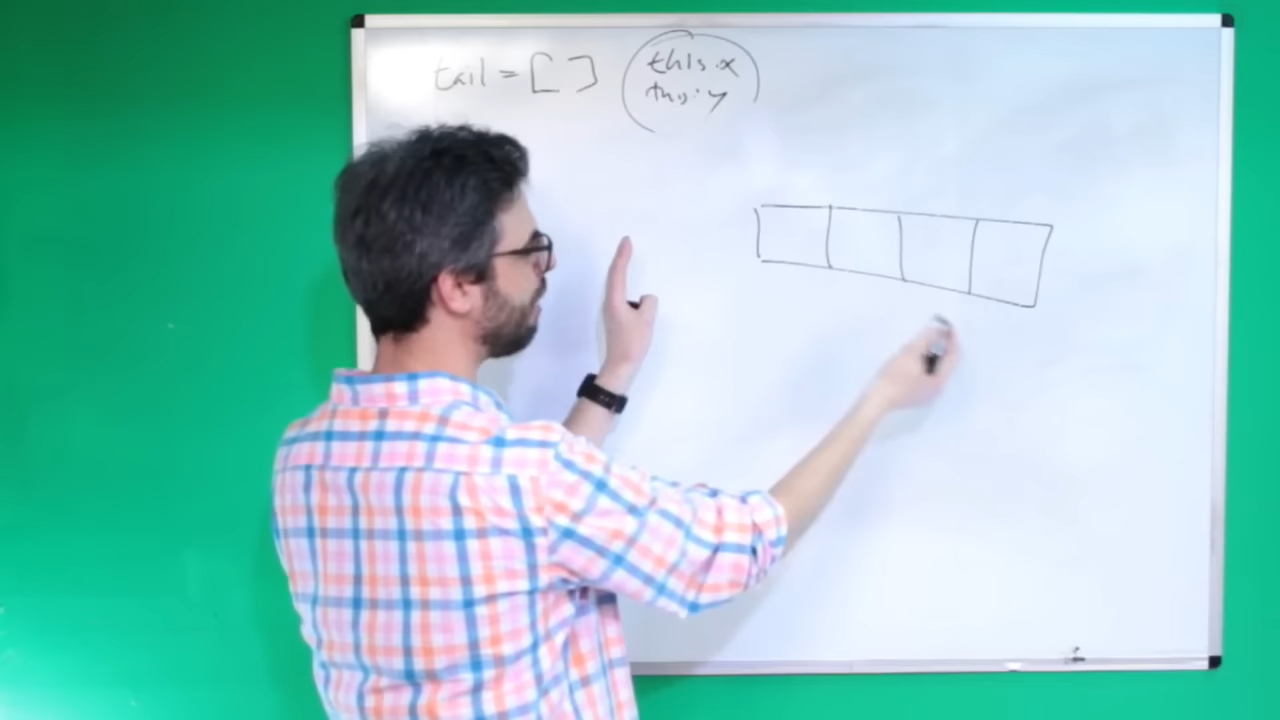 tail = [ ]
this.x
this.y